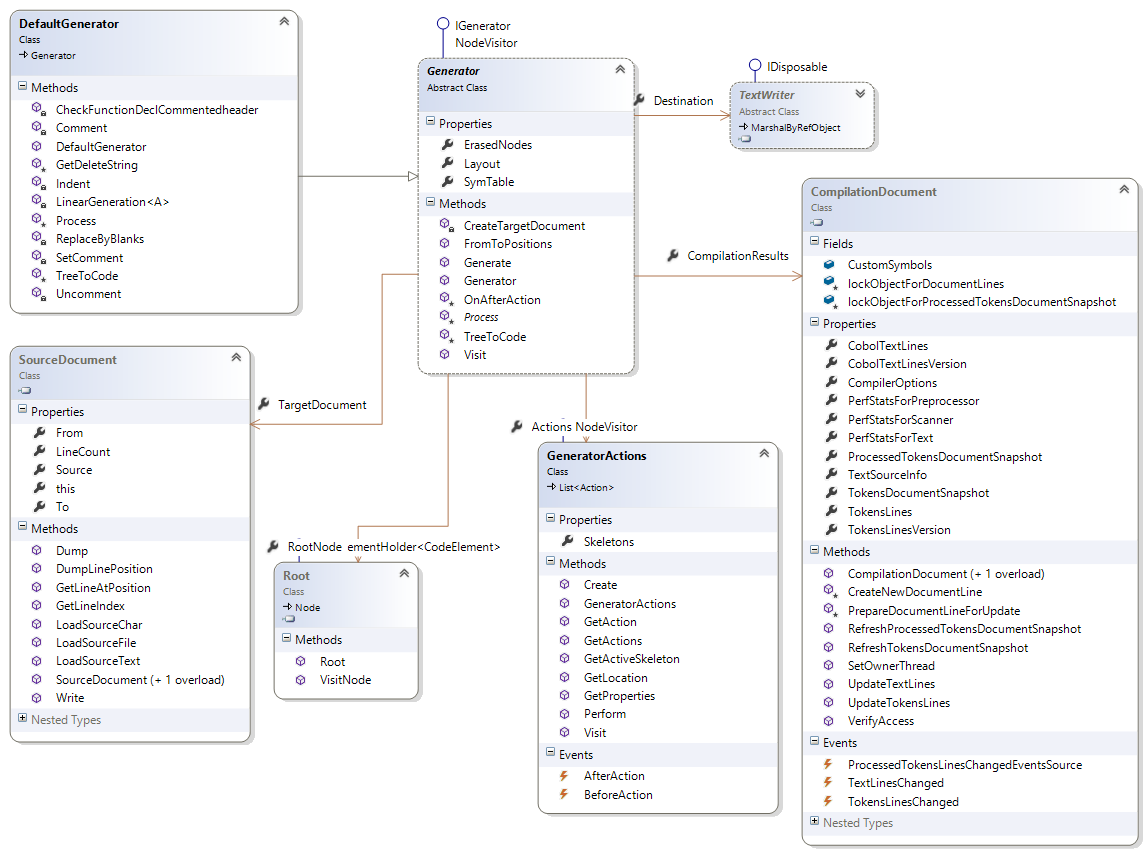 DefaultGenerator
Class
Generator
Methods
CheckFunctionDeclCommentedheader
Comment
DefaultGenerator
GetDeleteString
Indent
LinearGeneration<A>
Process
ReplaceByBlanks
SetComment
TreeToCode
Uncomment
IGenerator
NodeVisitor
Generator
Abstract Class
Properties
ErasedNodes
Layout
SymTable
Methods
CreateTargetDocument
FromToPositions
Generate
Generator
OnAfterAction
Process
TreeToCode
Visit
Destination
IDisposable
TextWriter
Abstract Class
MarshalByRefObject
CompilationResults
CompilationDocument
Class
Fields
CustomSymbols
lockObjectForDocumentLines
lockObjectForProcessedTokensDocumentSnapshot
Properties
CobolTextLines
CobolTextLinesVersion
CompilerOptions
PerfStatsForPreprocessor
PerfStatsForScanner
PerfStatsForText
ProcessedTokensDocumentSnapshot
TextSourceInfo
TokensDocumentSnapshot
TokensLines
TokensLinesVersion
Methods
CompilationDocument (+ 1 overload)
CreateNewDocumentLine
PrepareDocumentLineForUpdate
RefreshProcessedTokensDocumentSnapshot
RefreshTokensDocumentSnapshot
SetOwnerThread
UpdateTextLines
UpdateTokensLines
VerifyAccess
Events
ProcessedTokensLinesChangedEventsSource
TextLinesChanged
TokensLinesChanged
Nested Types
SourceDocument
Class
Properties
From
LineCount
Source
this
To
Methods
Dump
DumpLinePosition
GetLineAtPosition
GetLineIndex
LoadSourceChar
LoadSourceFile
LoadSourceText
SourceDocument (+ 1 overload)
Write
Nested Types
TargetDocument
RootNode ementHolder<CodeElement>
Root
Class
Node
Methods
Root
VisitNode
Actions NodeVisitor
GeneratorActions
Class
List<Action>
Properties
Skeletons
Methods
Create
GeneratorActions
GetAction
GetActions
GetActiveSkeleton
GetLocation
GetProperties
Perform
Visit
Events
AfterAction
BeforeAction